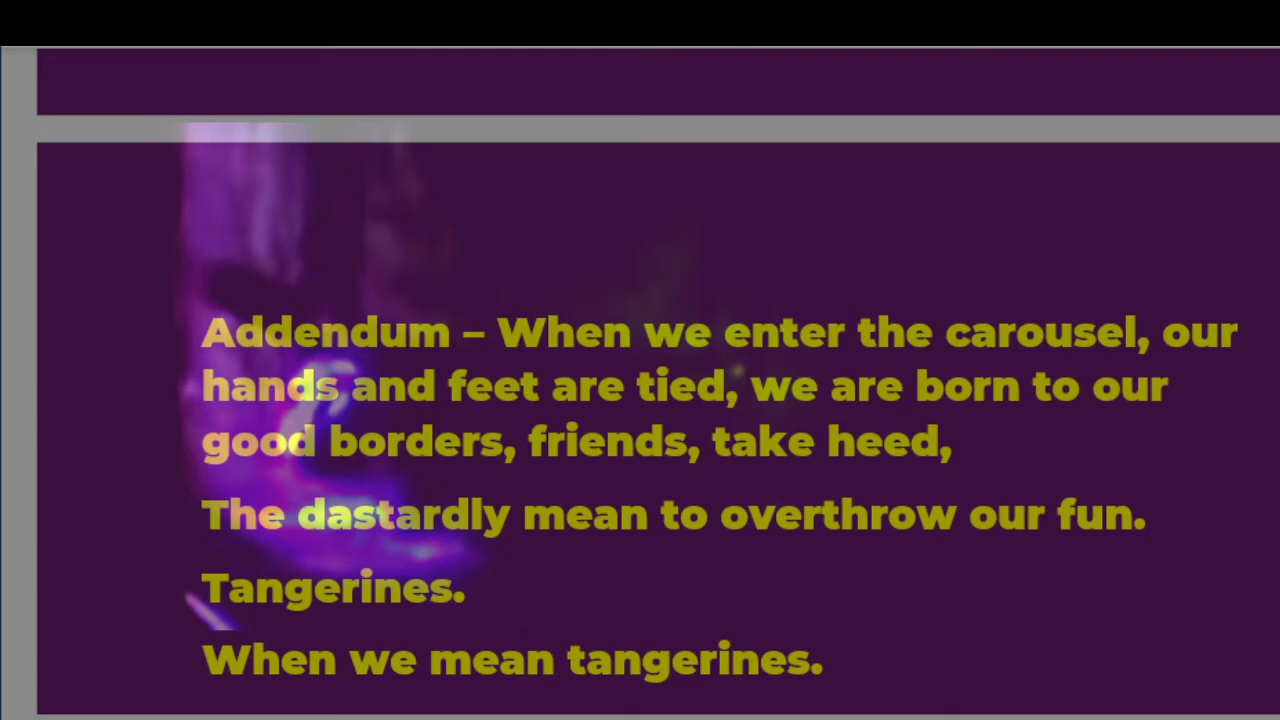 Addendum – When we enter the carousel, our
hands and feet are tied, we are born to our
good borders, friends, take heed,
The dastardly mean to overthrow our fun.
Tangerines.
When we mean tangerines.